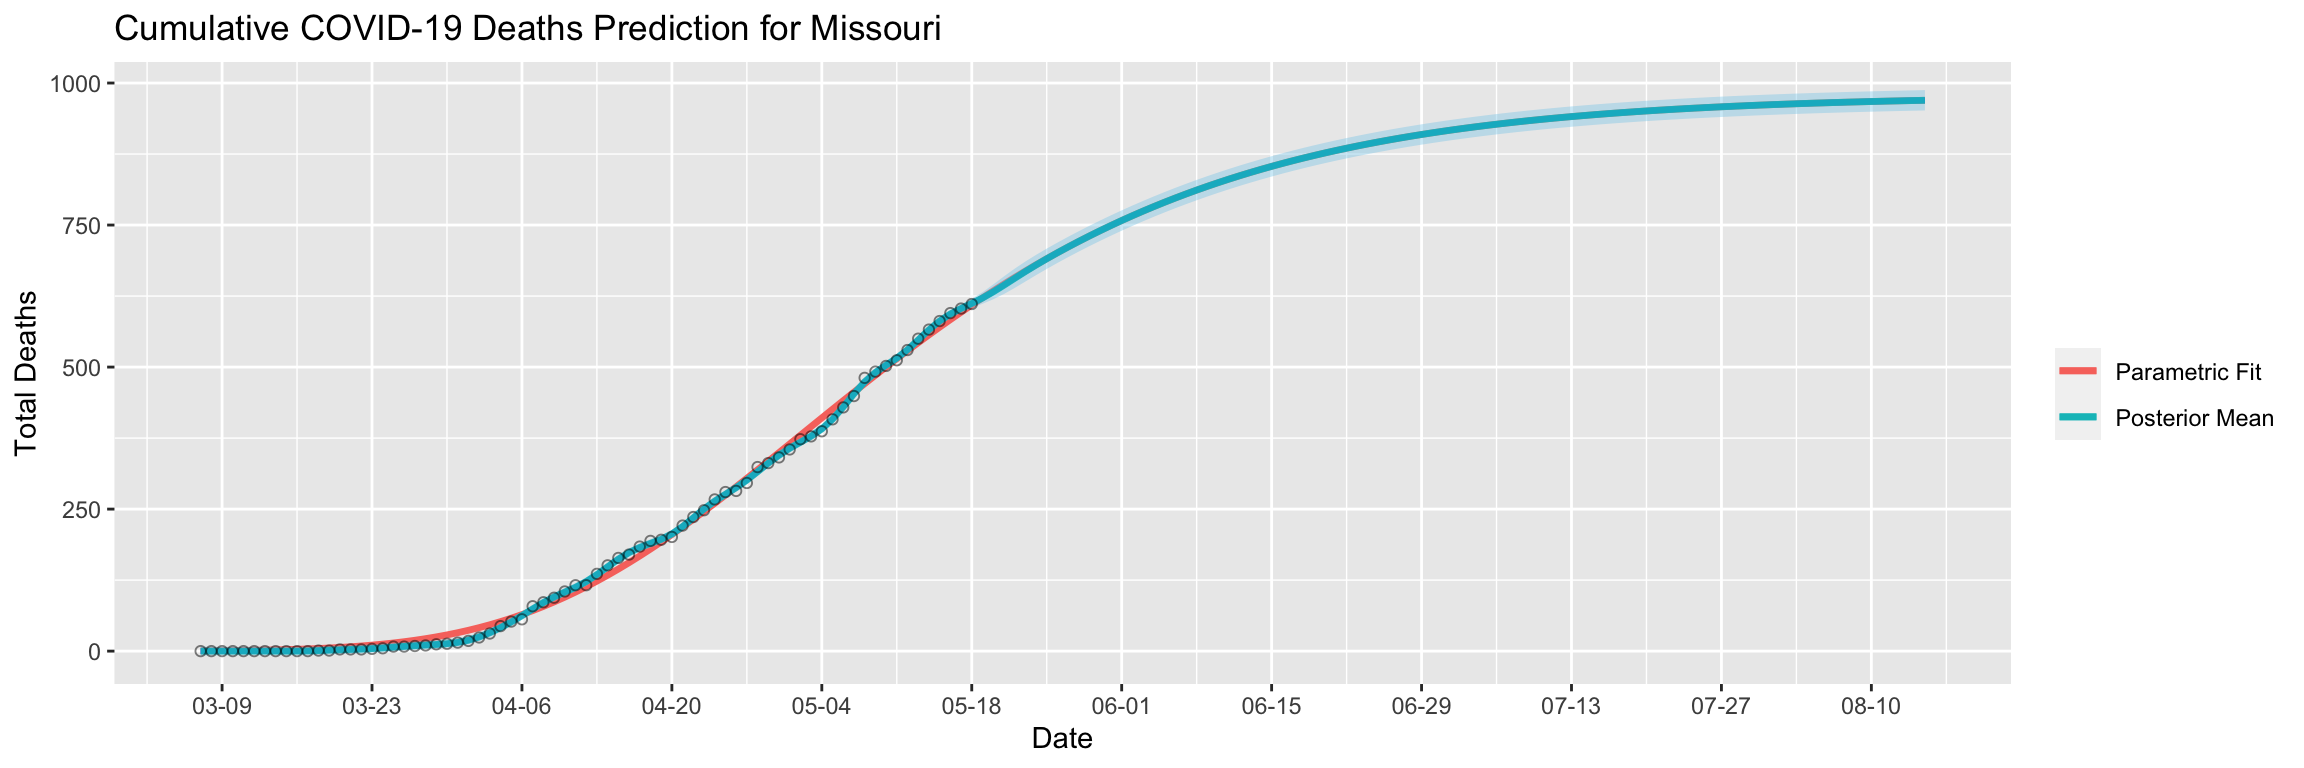 Cumulative COVID-19 Deaths Prediction for Missouri
1000
750
500
250
0
Total Deaths
03-09 03-23 04-06 04-20 05-04 05-18 06-01 06-15 06-29 07-13 07-27 08-10
Date
Parametric Fit
Posterior Mean